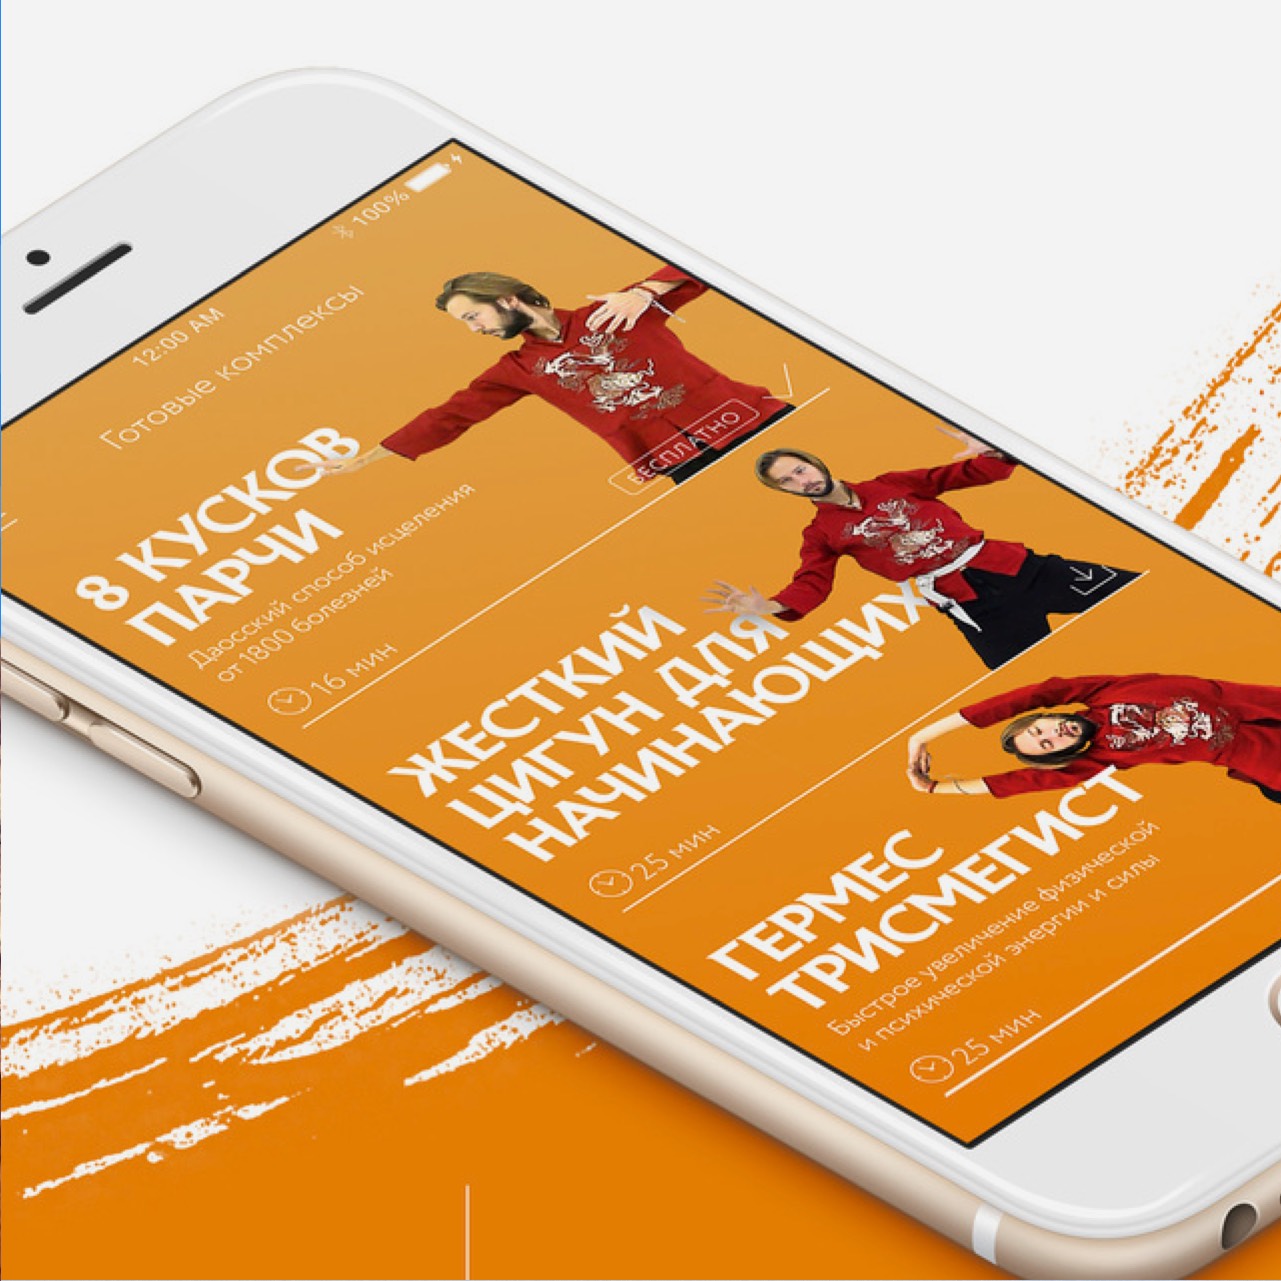 12:00 AM
100%
Готовые комплексы
8 КУСКОВ
ПАРЧИ
Даосский способ исцеления
от 1800 болезней
16 мин
БЕСПЛАТНО
ЖЕСТКИЙ
ЦИГУН ДЛЯ
НАЧИНАЮЩИХ
25 мин
ГЕРМЕС
ТРИСМЕГИСТ
Быстрое увеличение физической
и психической энергии и силы
25 мин